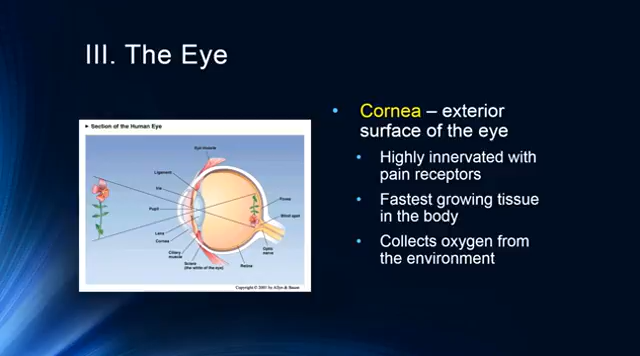 III. The Eye
► Section of the Human Eye
Eye muscle
Ligament
Iris
Pupil
Lens
Cornea
Ciliary
muscle
Sclera
(the white of the eye)
Fovea
Blind spot
Optic
nerve
Retina
Copyright © 2001 by Allyn & Bacon
• Cornea – exterior
surface of the eye
• Highly innervated with
pain receptors
• Fastest growing tissue
in the body
• Collects oxygen from
the environment